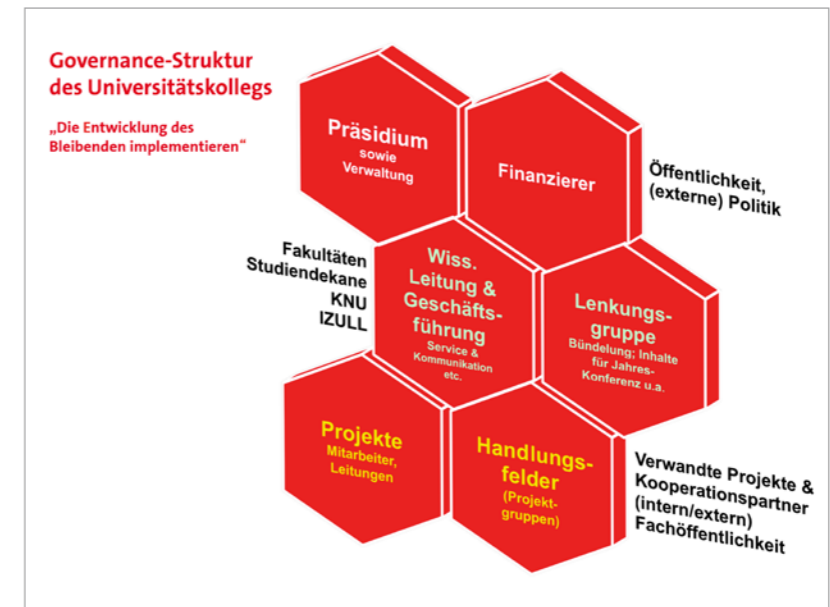 Governance-Struktur
des Universitätskollegs
„Die Entwicklung des
Bleibenden implementieren“
Präsidium
sowie
Verwaltung
Finanzierer
Öffentlichkeit,
(externe) Politik
Fakultäten
Studiendekane
KNU
IZULL
Wiss.
Leitung &
Geschäfts-
führung
Service &
Kommunikation
etc.
Lenkungs-
gruppe
Bündelung; Inhalte
für Jahres-
Konferenz u.a.
Projekte
Mitarbeiter,
Leitungen
Handlungs-
felder
(Projekt-
gruppen)
Verwandte Projekte &
Kooperationspartner
(intern/extern)
Fachöffentlichkeit